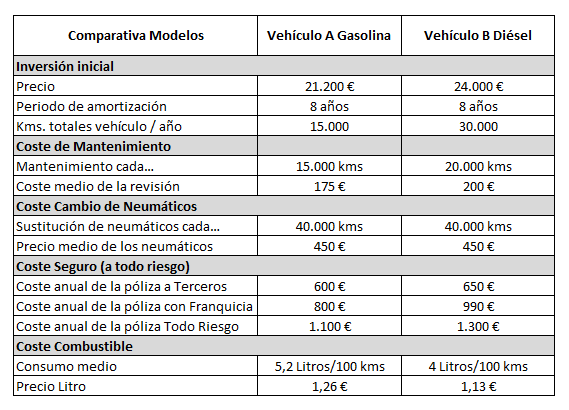 Comparativa Modelos Vehículo A Gasolina Vehículo B Diésel
Inversión inicial
Precio 21.200 € 24.000 €
Periodo de amortización 8 años 8 años
Kms. totales vehículo / año 15.000 30.000
Coste de Mantenimiento
Mantenimiento cada... 15.000 kms 20.000 kms
Coste medio de la revisión 175 € 200 €
Coste Cambio de Neumáticos
Sustitución de neumáticos cada... 40.000 kms 40.000 kms
Precio medio de los neumáticos 450 € 450 €
Coste Seguro (a todo riesgo)
Coste anual de la póliza a Terceros 600 € 650 €
Coste anual de la póliza con Franquicia 800 € 990 €
Coste anual de la póliza Todo Riesgo 1.100 € 1.300 €
Coste Combustible
Consumo medio 5,2 Litros/100 kms 4 Litros/100 kms
Precio Litro 1,26 € 1,13 €